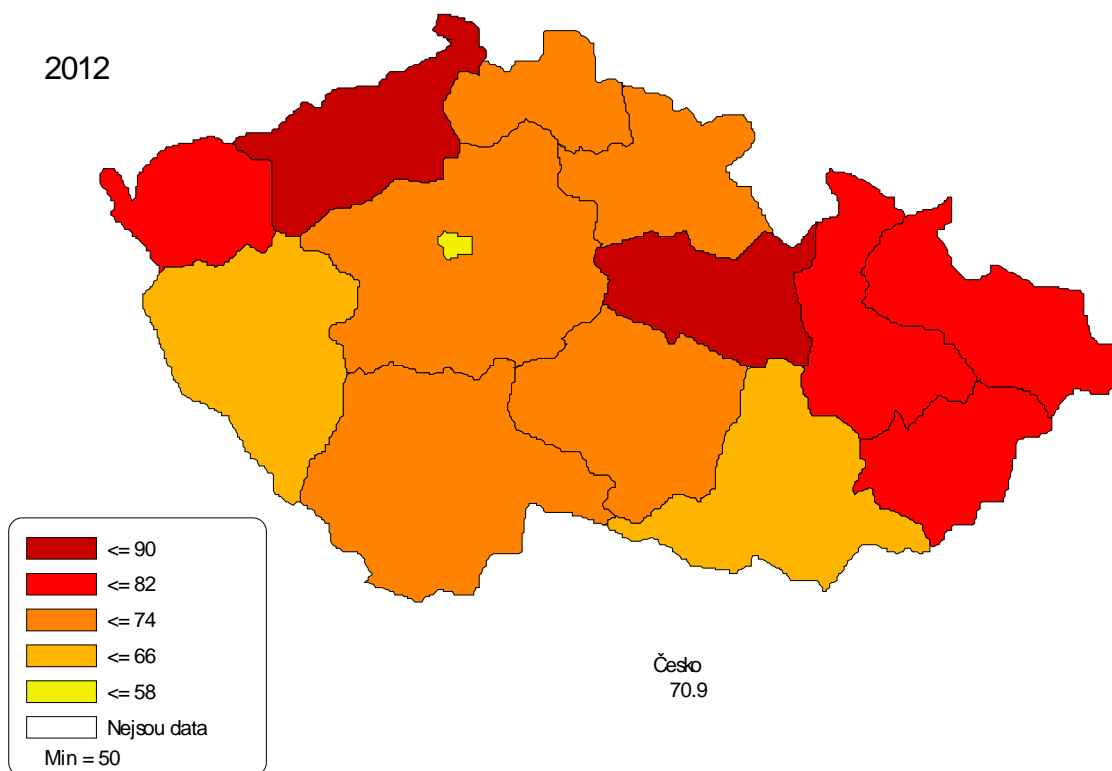 2012
<= 90
<= 82
<= 74
<= 66
<= 58
Nejsou data
Min = 50
Česko
70.9